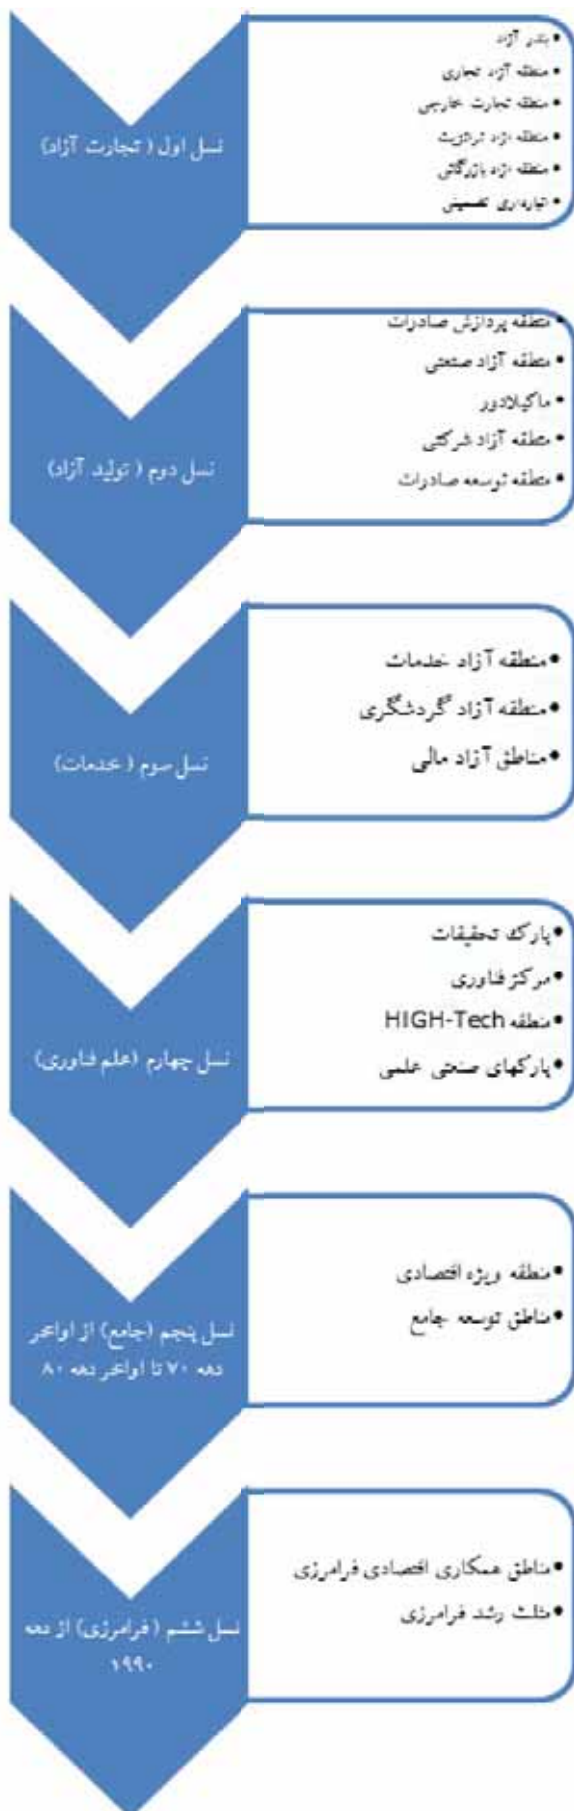 نسل اول ( تجارت آزاد)
•بندر آزاد
•منطقه آزاد تجاری
•منطقه تجارت خارجی
•منطقه ازاد ترانزیت
•منطقه ازاد بازرگانی
•انبارداری تضمینی
نسل دوم ( تولید آزاد)
•منطقه پردازش صادرات
•منطقه آزاد صنعتی
•ماکیلادور
•منطقه آزاد شرکتی
•منطقه توسعه صادرات
نسل سوم ( خدمات)
•منطقه آزاد خدمات
•منطقه آزاد گردشگری
•مناطق آزاد مالی
نسل چهارم (علم فناوری)
•پارک تحقیقات
•مرکز فناوری
•منطقه HIGH-Tech
•پارکهای صنعتی علمی
نسل پنجم (جامع) از اواخر
دهه ۷۰ تا اواخر دهه ۸۰
•منطقه ویژه اقتصادی
•مناطق توسعه جامع
نسل ششم (فرامرزی) از دهه
۱۹۹۰
•مناطق همکاری اقتصادی فرامرزی
•مثلث رشد فرامرزی